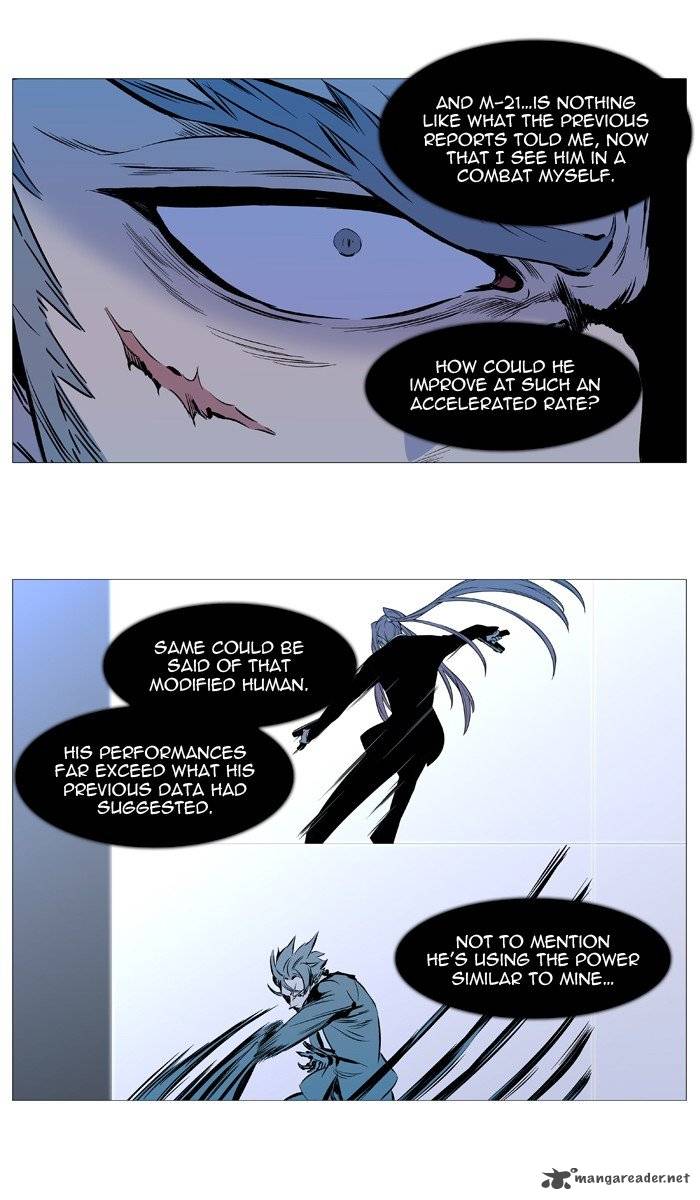 AND M-21...IS NOTHING
LIKE WHAT THE PREVIOUS
REPORTS TOLD ME, NOW
THAT I SEE HIM IN A
COMBAT MYSELF.
HOW COULD HE
IMPROVE AT SUCH AN
ACCELERATED RATE?
SAME COULD BE
SAID OF THAT
MODIFIED HUMAN.
HIS PERFORMANCES
FAR EXCEED WHAT HIS
PREVIOUS DATA HAD
SUGGESTED.
NOT TO MENTION
HE'S USING THE POWER
SIMILAR TO MINE...
mangareader.net